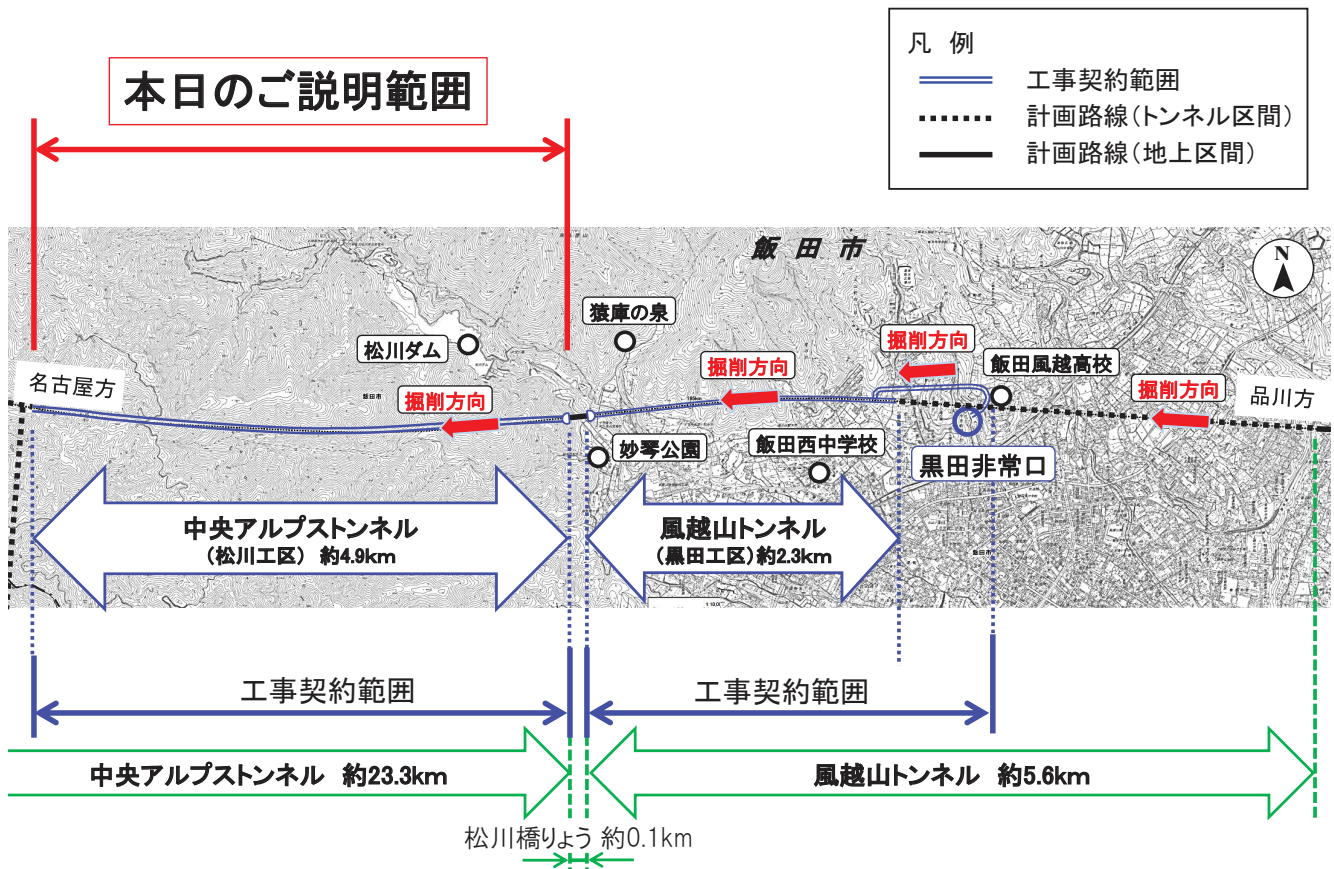 凡 例
工事契約範囲
計画路線(トンネル区間)
計画路線(地上区間)
本日のご説明範囲
飯 田 市
N
猿庫の泉
松川ダム
掘削方向
飯田風越高校
掘削方向
名古屋方
飯田市
掘削方向
掘削方向
品川方
妙琴公園
飯田西中学校
黒田非常口
中央アルプストンネル
(松川工区) 約4.9km
風越山トンネル
(黒田工区)約2.3km
飯田市
工事契約範囲
工事契約範囲
中央アルプストンネル 約23.3km
風越山トンネル 約5.6km
松川橋りょう 約0.1km